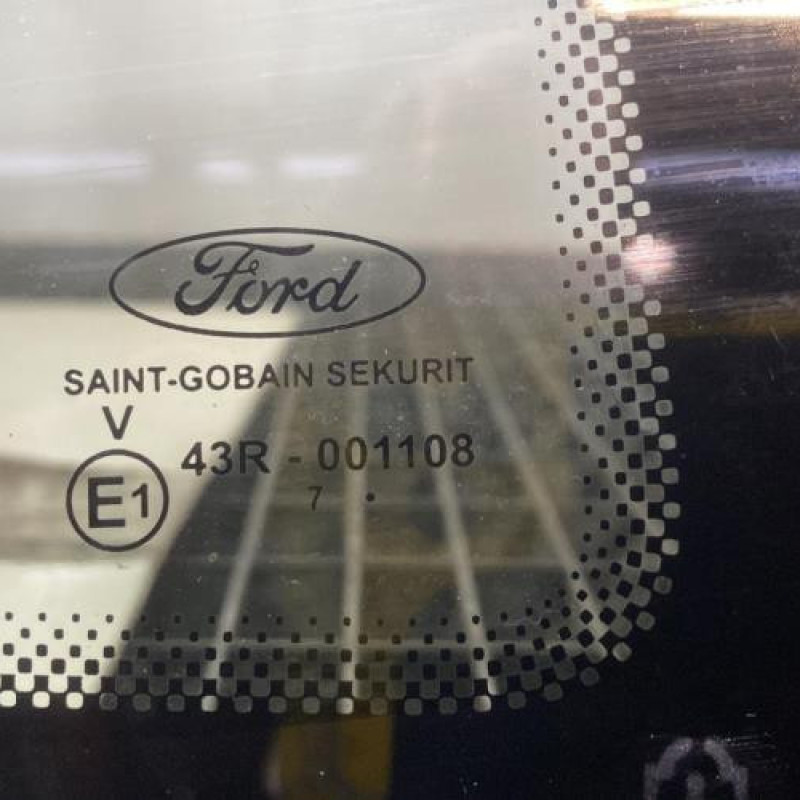 Ford
SAINT-GOBAIN SEKURIT
V
E1 43R - 001108
7 .